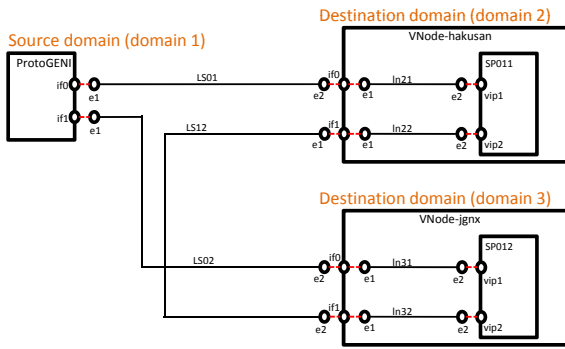 Destination domain (domain 2)
Source domain (domain 1)
VNode-hakusan
ProtoGENI
SP011
if0
LS01
if0
ln21
e1
e2
e1
e2
vip1
if1
LS12
if1
ln22
e1
e1
e1
e2
vip2
Destination domain (domain 3)
VNode-jgnx
SP012
LS02
if0
ln31
e2
e1
e2
vip1
if1
ln32
e2
e1
e2
vip2